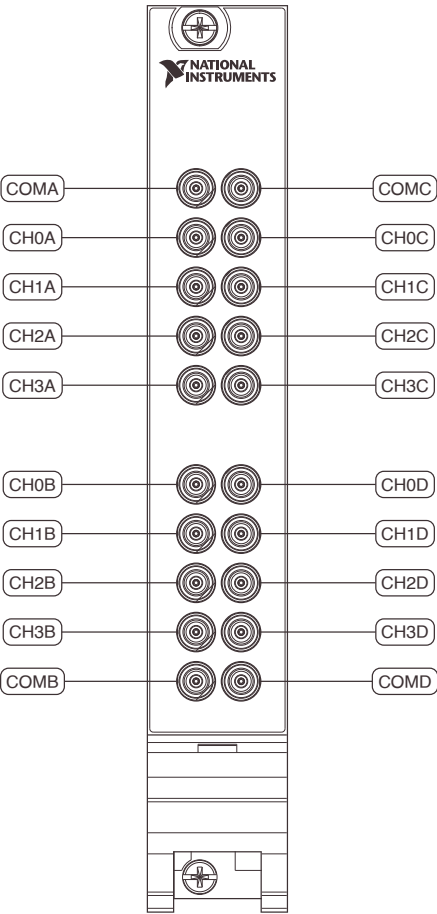 NATIONAL
INSTRUMENTS
COMA COMC
CH0A CH0C
CH1A CH1C
CH2A CH2C
CH3A CH3C
CH0B CH0D
CH1B CH1D
CH2B CH2D
CH3B CH3D
COMB COMD